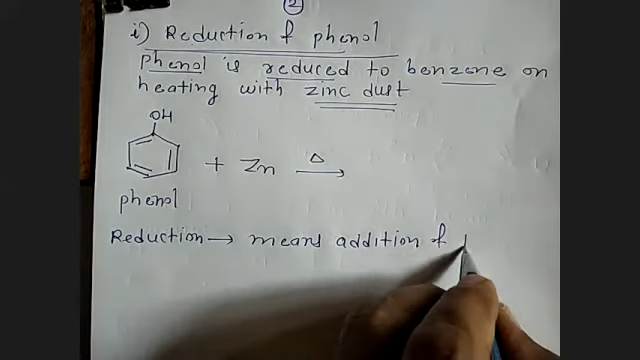 2
i) Reduction of phenol
phenol is reduced to benzene on
heating with zinc dust
OH
+ Zn Δ →
phenol
Reduction → means addition of